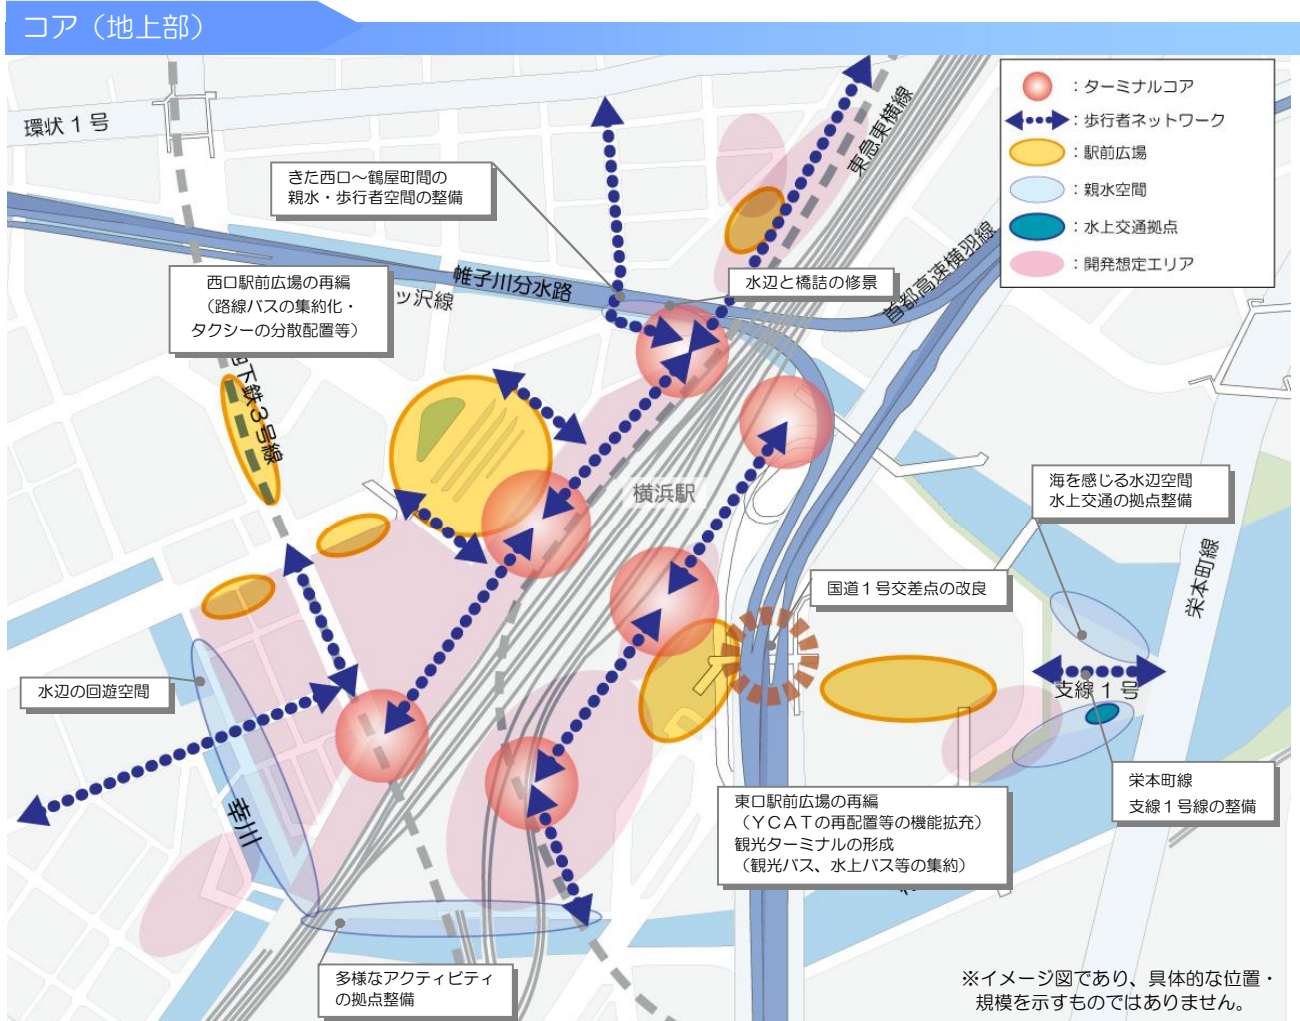 コア（地上部）
環状１号
：ターミナルコア
：歩行者ネットワーク
：駅前広場
：親水空間
：水上交通拠点
：開発想定エリア
東急東横線
きた西口～鶴屋町間の
親水・歩行者空間の整備
首都高速横羽線
西口駅前広場の再編
（路線バスの集約化・
タクシーの分散配置等）
ッ沢線
帷子川分水路
水辺と橋詰の修景
下鉄３号線
横浜駅
海を感じる水辺空間
水上交通の拠点整備
栄本町線
国道１号交差点の改良
水辺の回遊空間
支線１号
幸川
東口駅前広場の再編
（ＹＣＡＴの再配置等の機能拡充）
観光ターミナルの形成
（観光バス、水上バス等の集約）
栄本町線
支線１号線の整備
多様なアクティビティ
の拠点整備
※イメージ図であり、具体的な位置・
規模を示すものではありません。